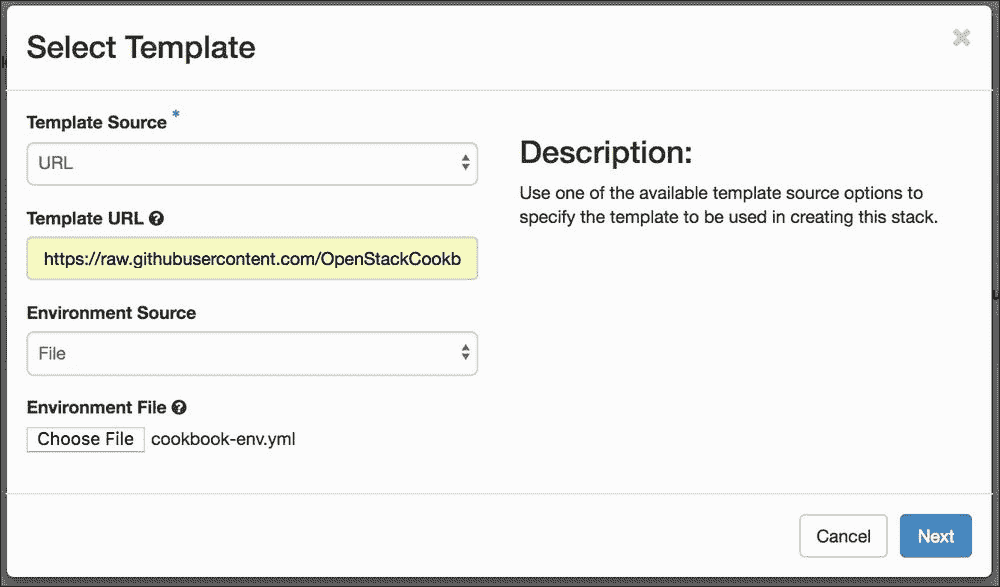 Select Template
×
Template Source *
URL
Template URL ?
https://raw.githubusercontent.com/OpenStackCookb
Environment Source
File
Environment File ?
Choose File cookbook-env.yml
Description:
Use one of the available template source options to
specify the template to be used in creating this stack.
Cancel
Next